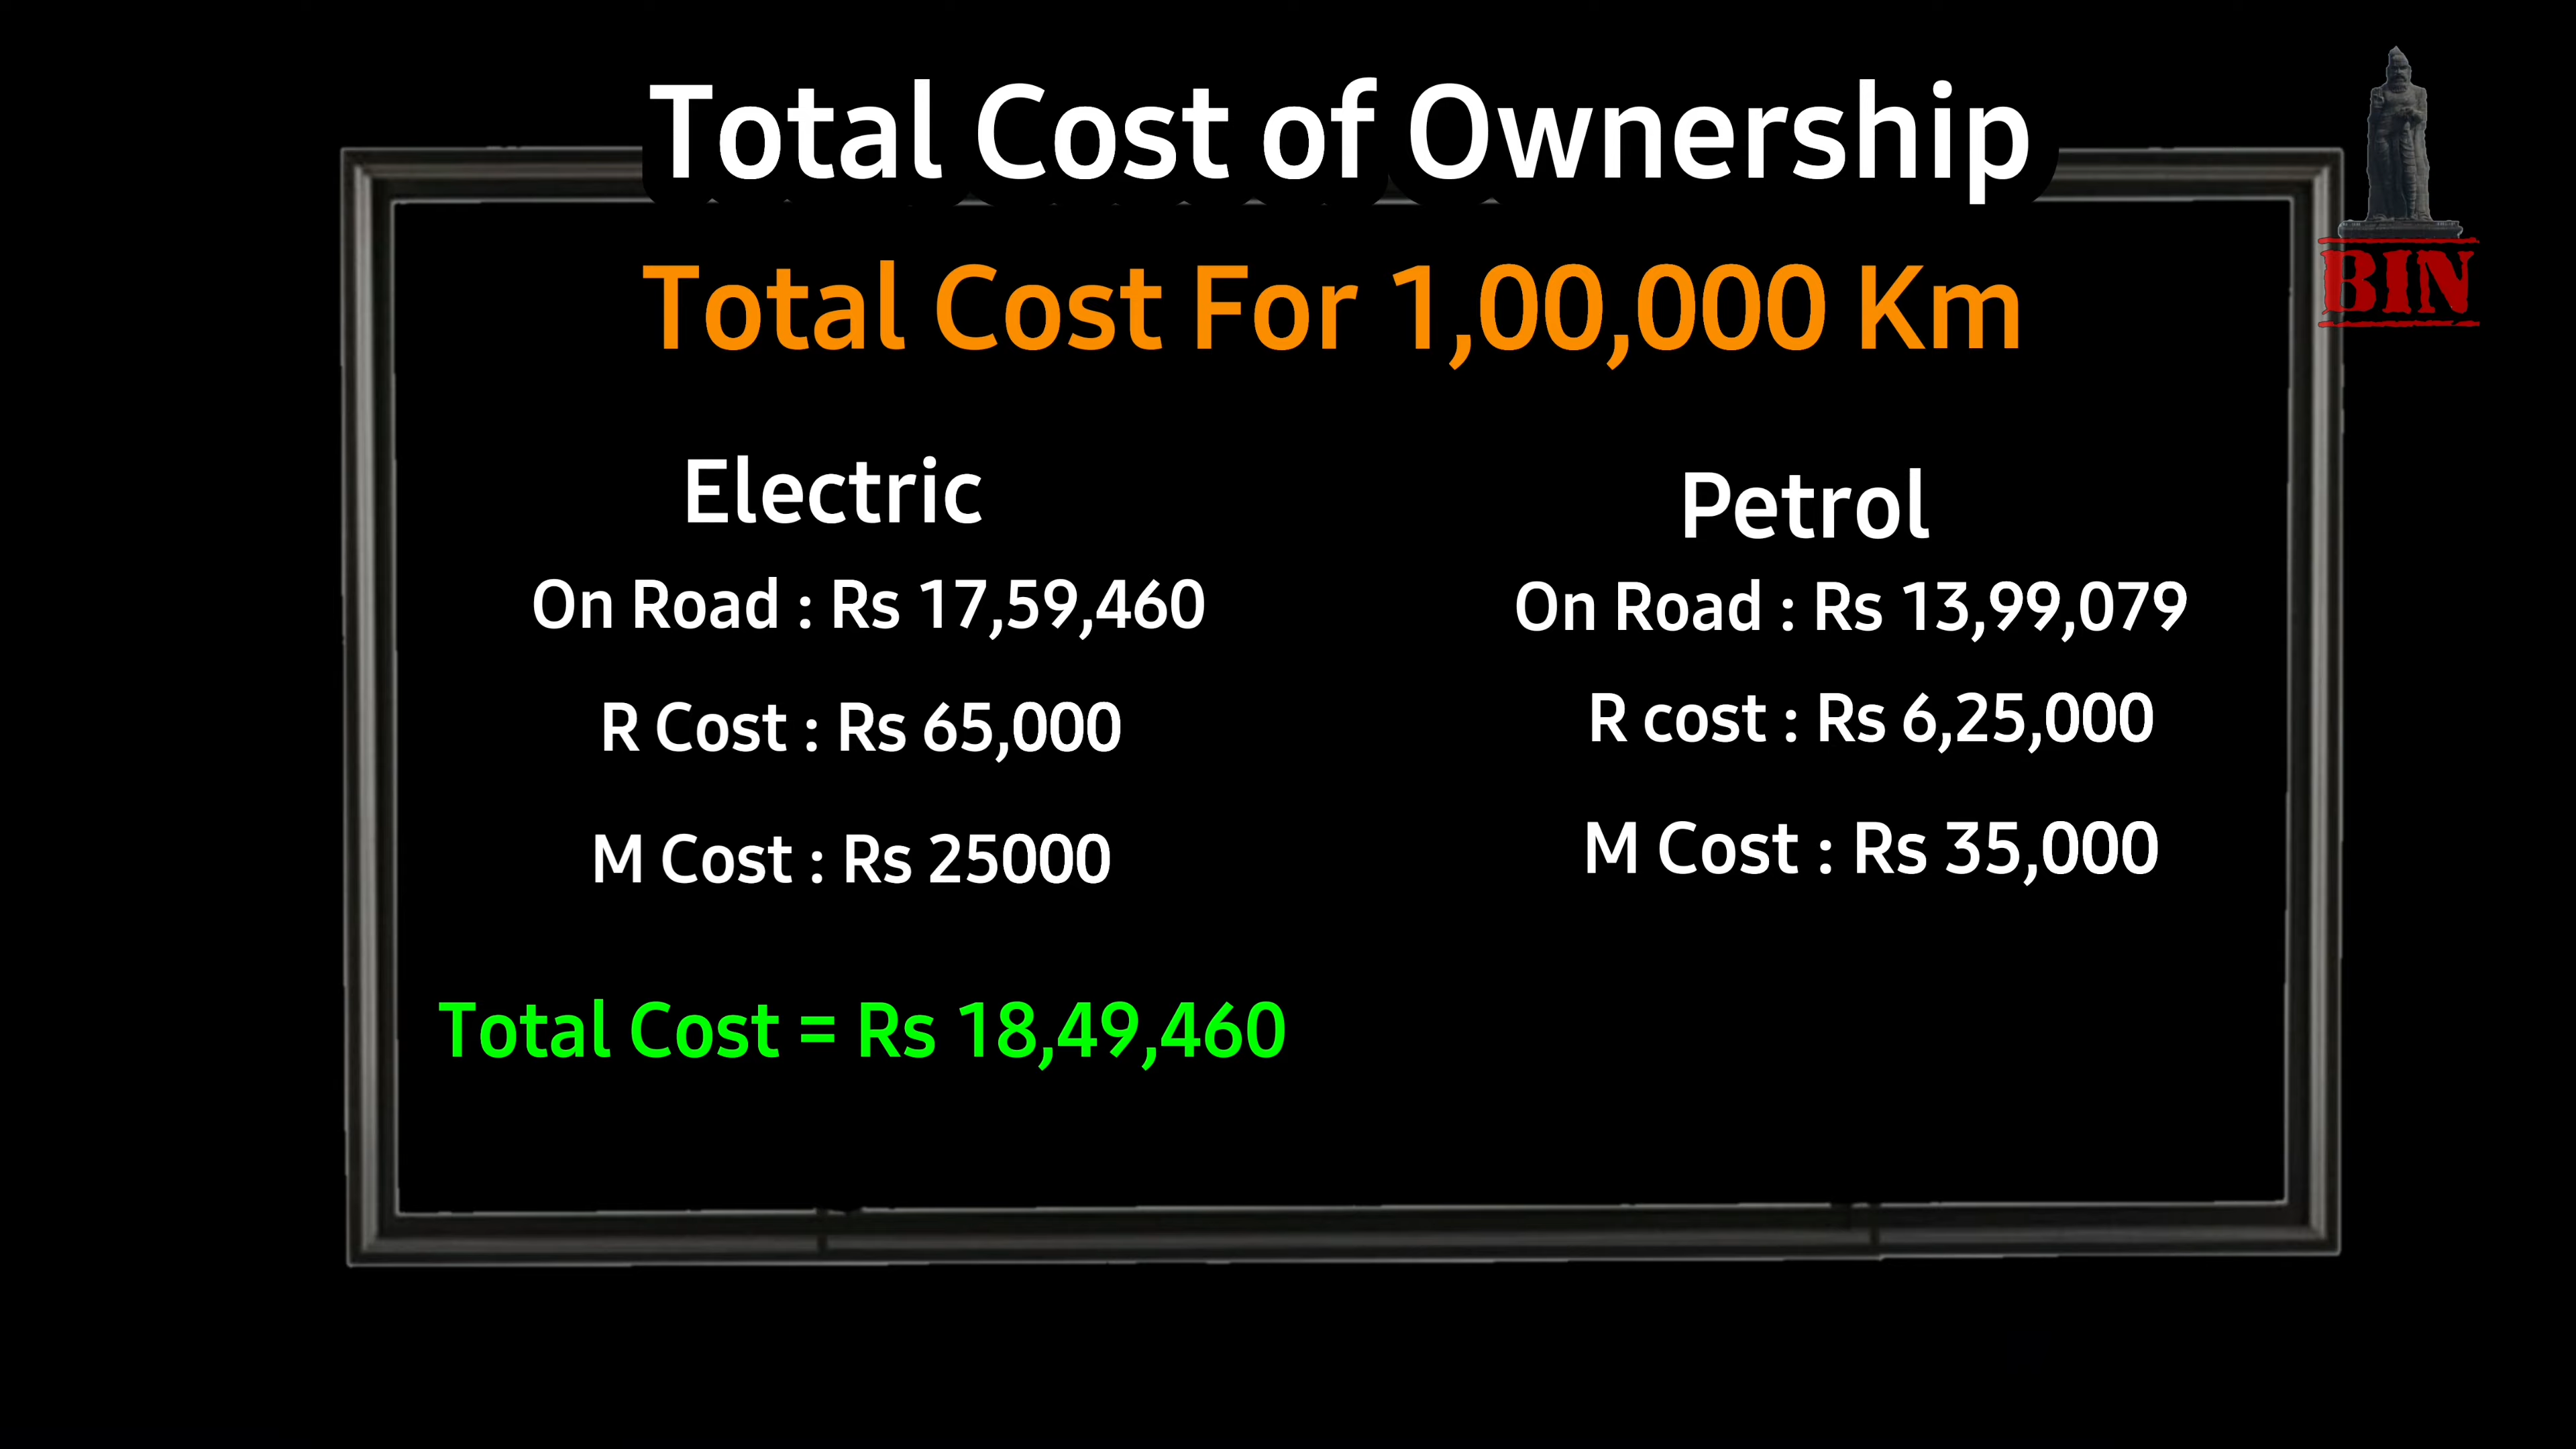 Total Cost of Ownership
BIN
Total Cost For 1,00,000 Km
Electric
On Road : Rs 17,59,460
R Cost : Rs 65,000
M Cost : Rs 25000
Total Cost = Rs 18,49,460
Petrol
On Road : Rs 13,99,079
R cost : Rs 6,25,000
M Cost : Rs 35,000